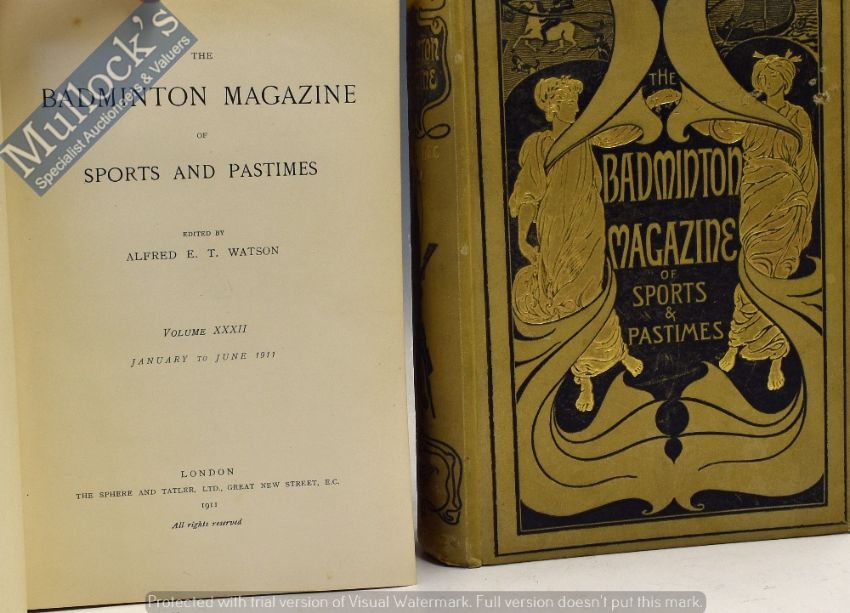 THE
BADMINTON MAGAZINE
OF
SPORTS AND PASTIMES
EDITED BY
ALFRED E. T. WATSON
VOLUME XXXII
JANUARY TO JUNE 1911
LONDON
THE SPHERE AND TATLER, LTD., GREAT NEW STREET, E.C.
1911
All rights reserved
Mullock's
Specialist Auctioneers & Valuers
THE
BADMINTON
MAGAZINE
OF
SPORTS
&
PASTIMES
Protected with trial version of Visual Watermark. Full version doesn't put this mark.